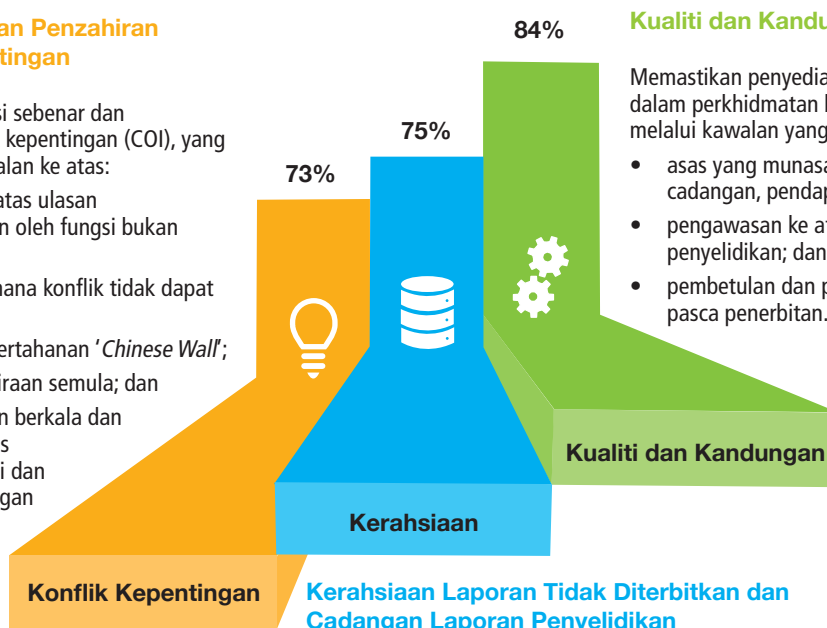 an Penzahiran
tingan
si sebenar dan
kepentingan (COI), yang
alan ke atas:
atas ulasan
n oleh fungsi bukan
mana konflik tidak dapat
ertahanan 'Chinese Wall';
iraan semula; dan
n berkala dan
s
i dan
gan
73%
75%
84%
Kualiti dan Kandu
Memastikan penyedia
dalam perkhidmatan
melalui kawalan yang
• asas yang munasa
cadangan, pendap
• pengawasan ke at
penyelidikan; dan
• pembetulan dan p
pasca penerbitan.
Kualiti dan Kandungan
Kerahsiaan
Konflik Kepentingan
Kerahsiaan Laporan Tidak Diterbitkan dan
Cadangan Laporan Penyelidikan